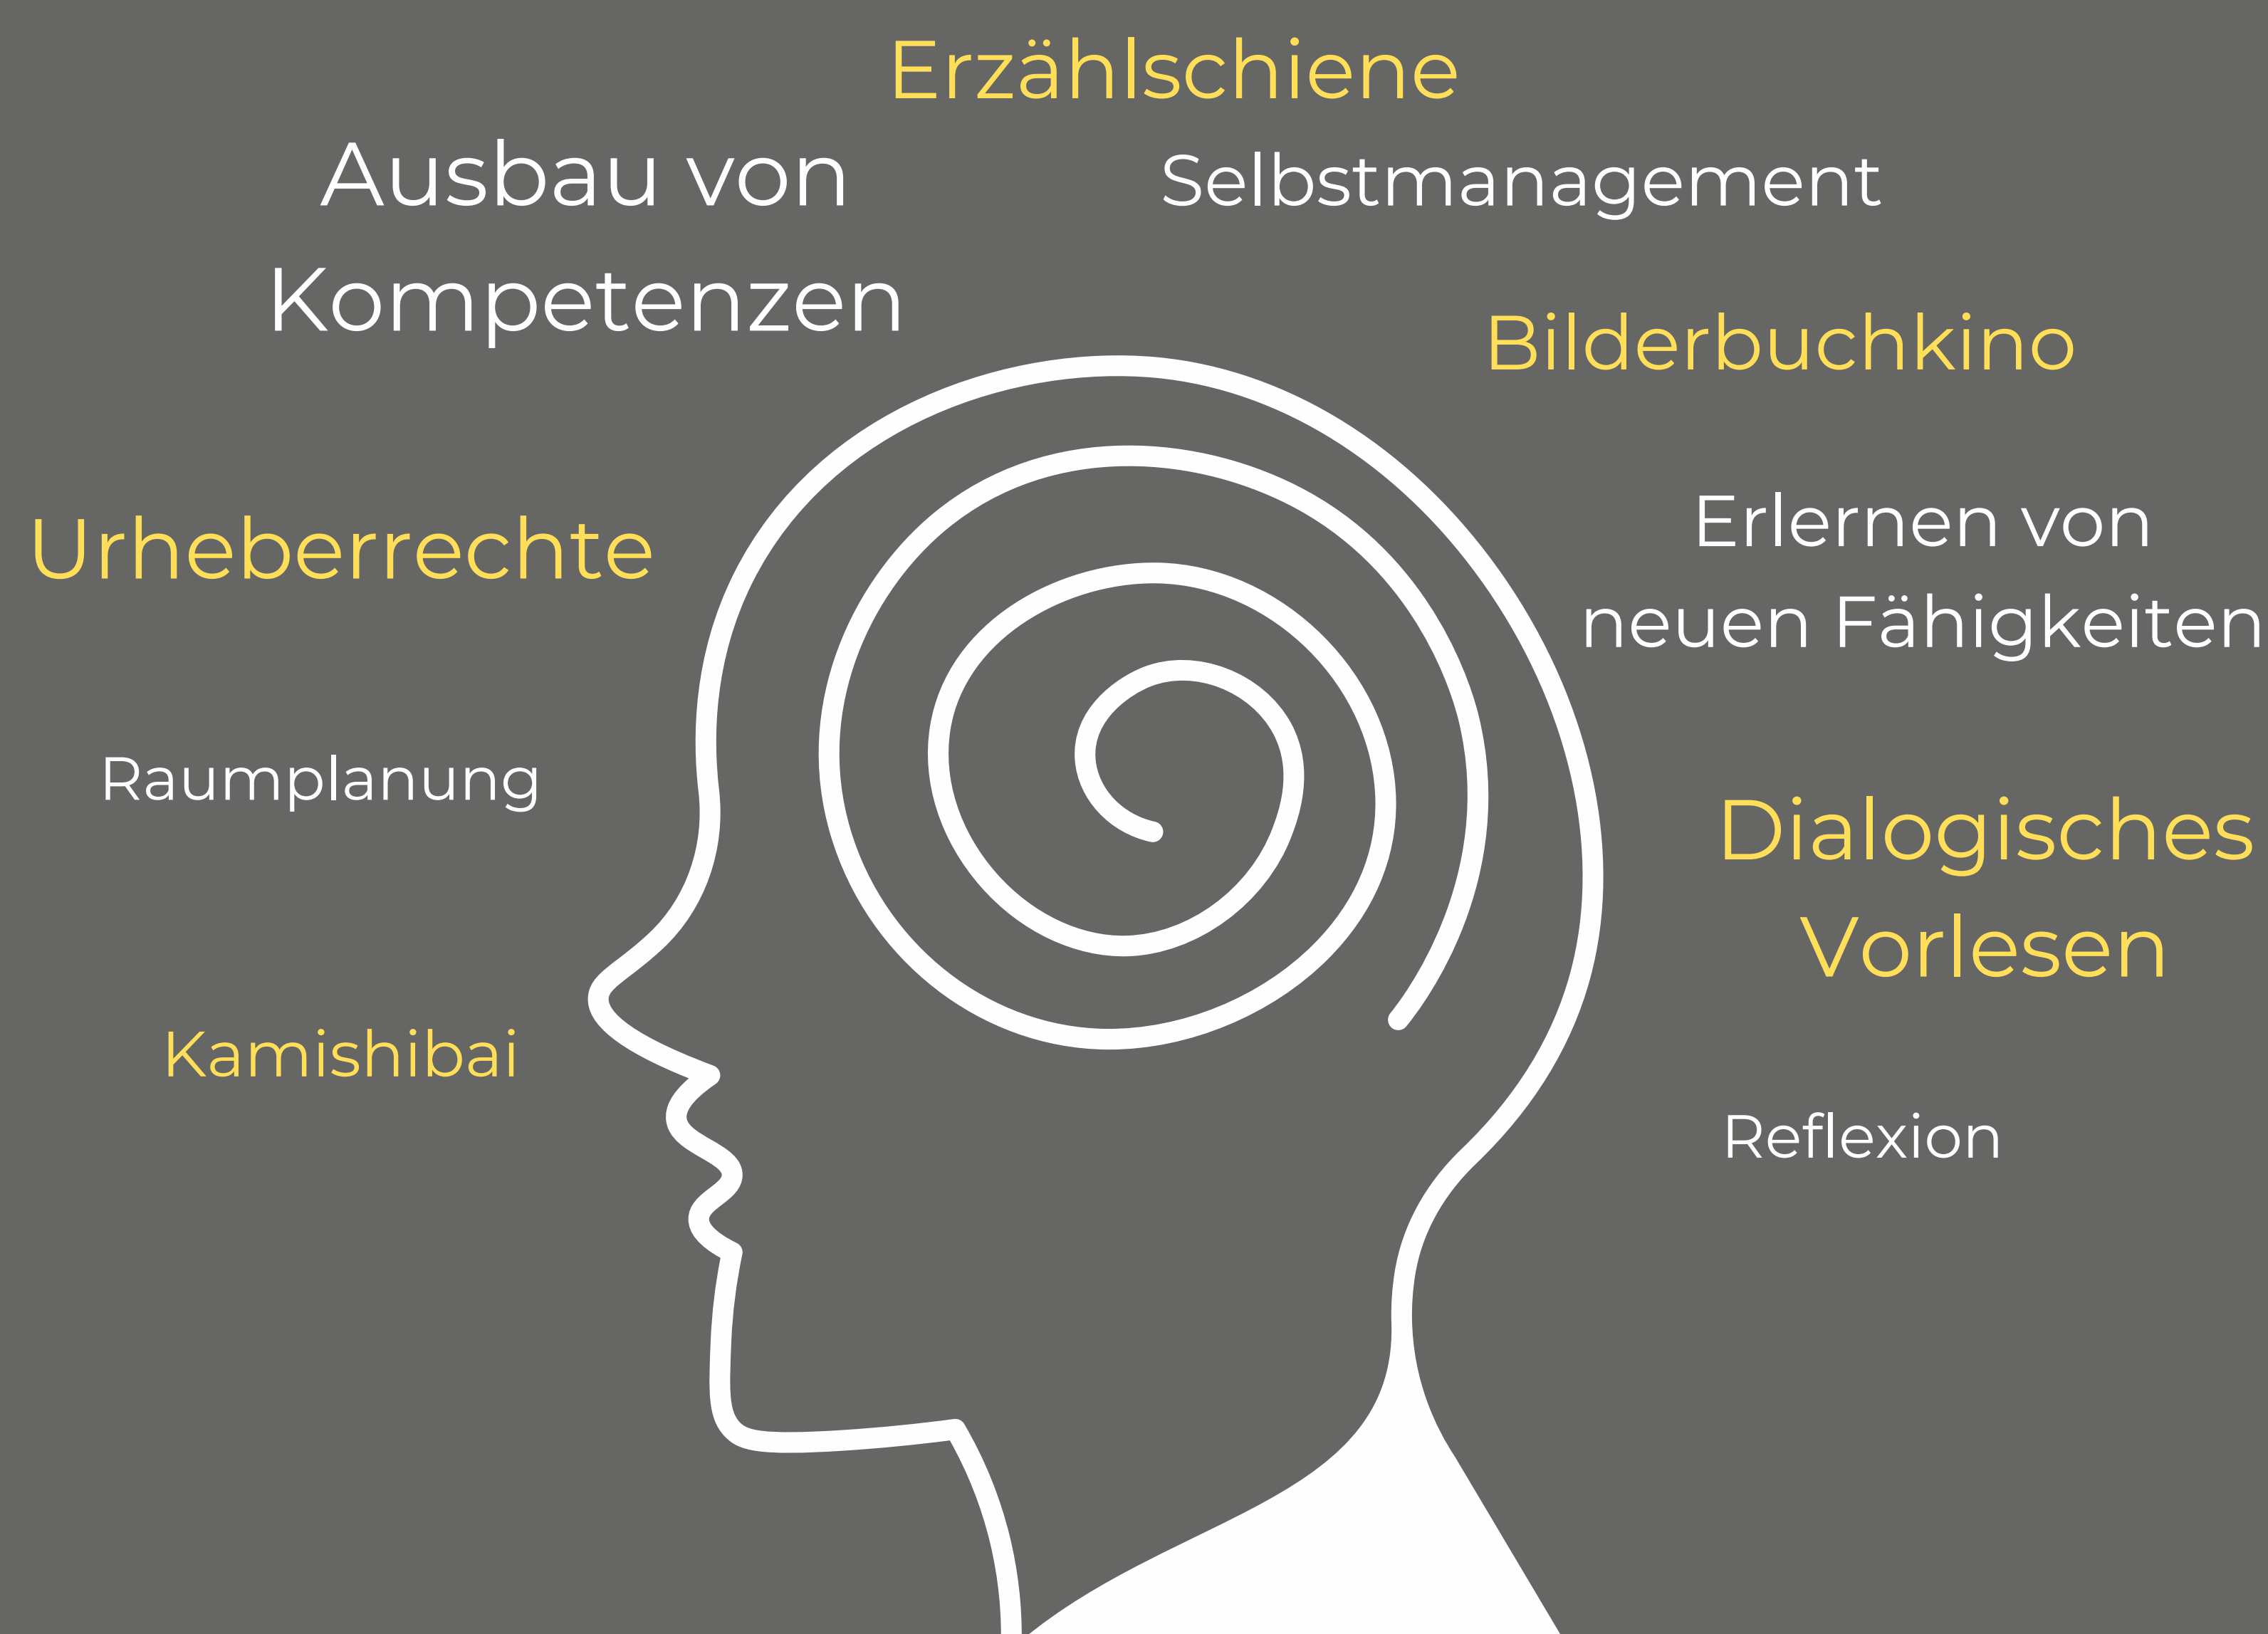 Erzählschiene
Ausbau von
Kompetenzen
Selbstmanagement
Bilderbuchkino
Urheberrechte
Erlernen von
neuen Fähigkeiten
Raumplanung
Dialogisches
Vorlesen
Kamishibai
Reflexion